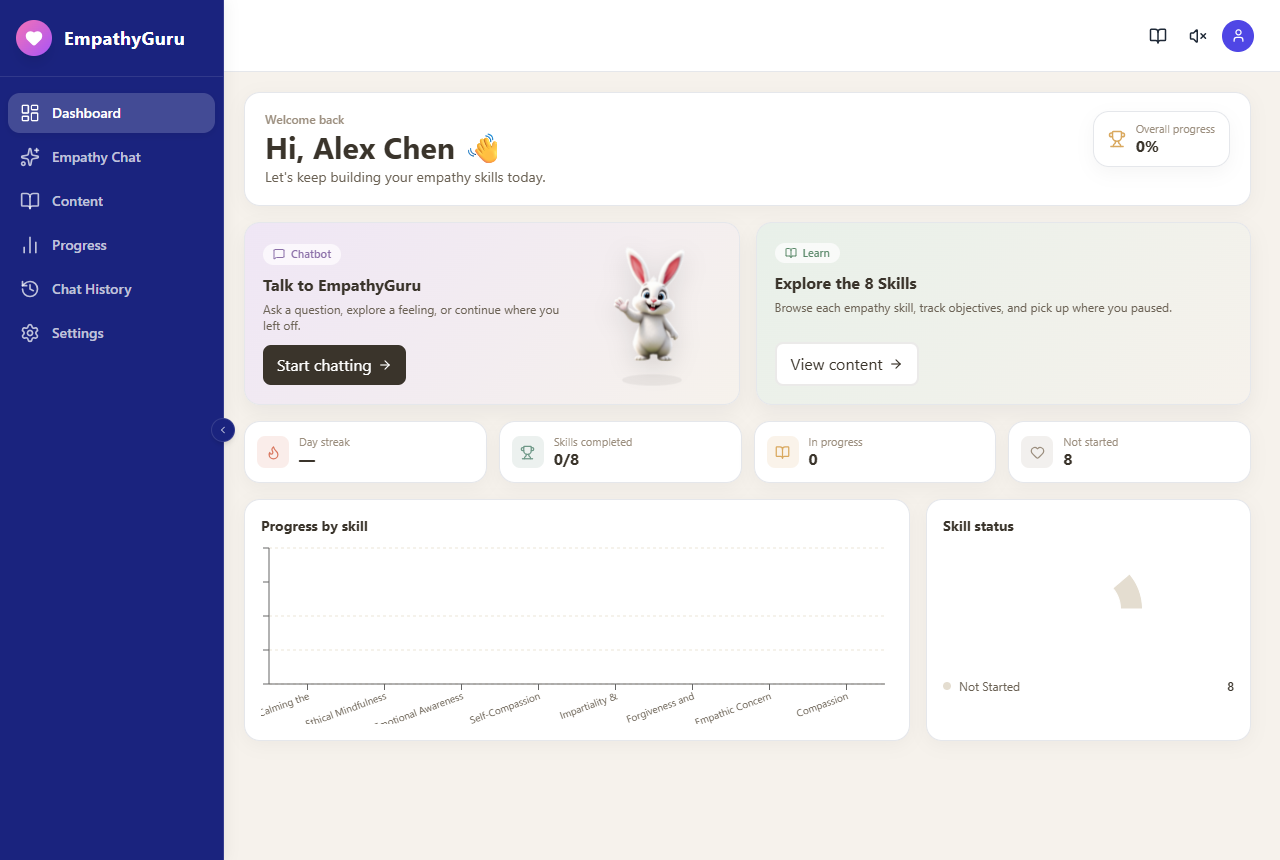 EmpathyGuru
Dashboard
Empathy Chat
Content
Progress
Chat History
Settings
Welcome back
Hi, Alex Chen 👋
Let's keep building your empathy skills today.
Overall progress
0%
Chatbot
Talk to EmpathyGuru
Ask a question, explore a feeling, or continue where you
left off.
Start chatting →
Learn
Explore the 8 Skills
Browse each empathy skill, track objectives, and pick up where you paused.
View content →
Day streak
—
Skills completed
0/8
In progress
0
Not started
8
Progress by skill
Calming the
Ethical Mindfulness
motional Awareness
Self-Compassion
Impartiality &
Forgiveness and
Empathic Concern
Compassion
Skill status
Not Started
8